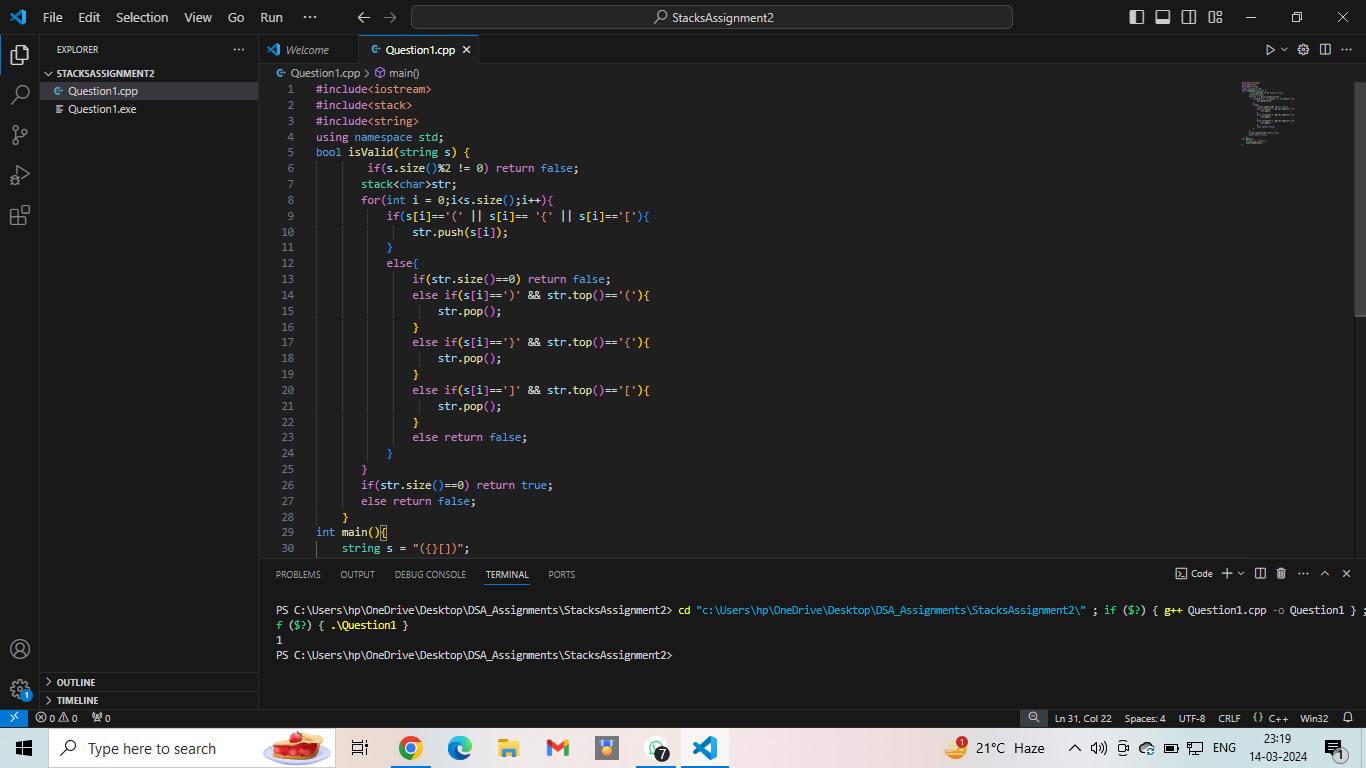 File Edit Selection View Go Run ··· StacksAssignment2
EXPLORER ···
STACKSASSIGNMENT2
Question1.cpp
Question1.exe
OUTLINE
TIMELINE
Welcome Question1.cpp
Question1.cpp > main()
1 #include<iostream>
2 #include<stack>
3 #include<string>
4 using namespace std;
5 bool isValid(string s) {
6 if(s.size()%2 != 0) return false;
7 stack<char>str;
8 for(int i = 0;i<s.size();i++){
9 if(s[i]=='(' || s[i]== '{' || s[i]=='['){
10 str.push(s[i]);
11 }
12 else{
13 if(str.size()==0) return false;
14 else if(s[i]==')' && str.top()=='('){
15 str.pop();
16 }
17 else if(s[i]=='}' && str.top()=='{'){
18 str.pop();
19 }
20 else if(s[i]==']' && str.top()=='['){
21 str.pop();
22 }
23 else return false;
24 }
25 }
26 if(str.size()==0) return true;
27 else return false;
28 }
29 int main(){
30 string s = "({}[])";
PROBLEMS OUTPUT DEBUG CONSOLE TERMINAL PORTS Code
PS C:\Users\hp\OneDrive\Desktop\DSA_Assignments\StacksAssignment2> cd "c:\Users\hp\OneDrive\Desktop\DSA_Assignments\StacksAssignment2\" ; if ($?) { g++ Question1.cpp -o Question1 } ;
f ($?) { .\Question1 }
1
PS C:\Users\hp\OneDrive\Desktop\DSA_Assignments\StacksAssignment2>
1
0 0 0 Ln 31, Col 22 Spaces: 4 UTF-8 CRLF {} C++ Win32
Type here to search 7 1 21°C Haze ENG 23:19
14-03-2024 1